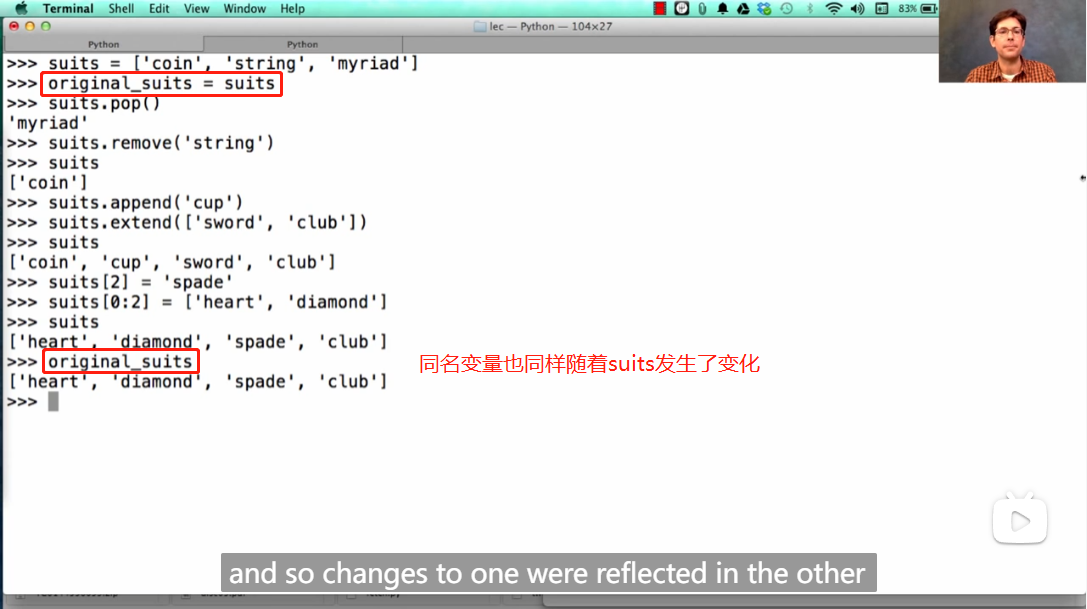 Terminal Shell Edit View Window Help 83%
lec — Python — 104×27
Python Python
>>> suits = ['coin', 'string', 'myriad']
>>> original_suits = suits
>>> suits.pop()
'myriad'
>>> suits.remove('string')
>>> suits
['coin']
>>> suits.append('cup')
>>> suits.extend(['sword', 'club'])
>>> suits
['coin', 'cup', 'sword', 'club']
>>> suits[2] = 'spade'
>>> suits[0:2] = ['heart', 'diamond']
>>> suits
['heart', 'diamond', 'spade', 'club']
>>> original_suits
同名变量也同样随着suits发生了变化
['heart', 'diamond', 'spade', 'club']
>>>
and so changes to one were reflected in the other